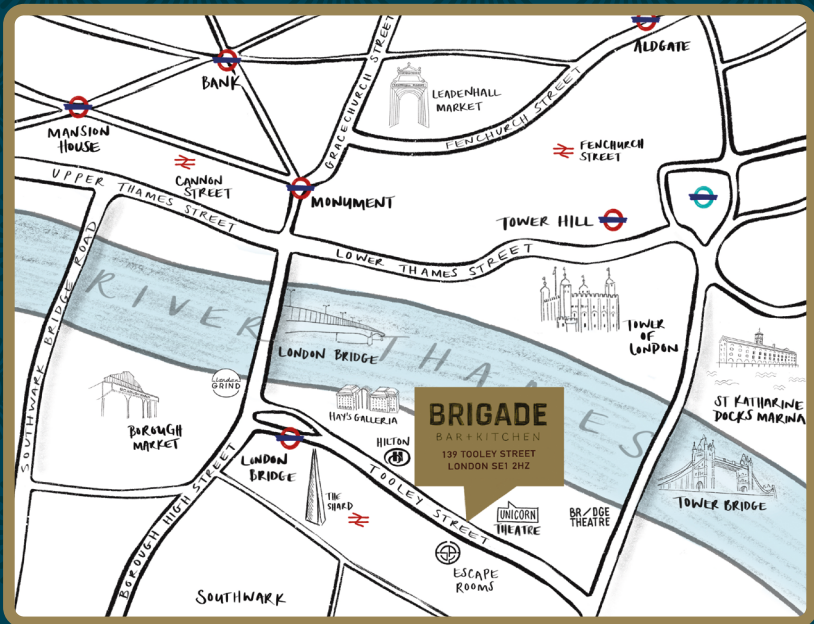 ALDGATE
BANK
GRACECHURCH STREET
LEADENHALL
MARKET
FENCHURCH STREET
MANSION
HOUSE
FENCHURCH
STREET
CANNON
STREET
UPPER THAMES STREET
MONUMENT
TOWER HILL
LOWER THAMES STREET
SOUTHWARK BRIDGE ROAD
RIVER THAMES
LONDON BRIDGE
TOWER
OF
LONDON
London
GRIND
ST KATHARINE
DOCKS MARINA
HAY'S GALLERIA
BOROUGH
MARKET
BRIGADE
BAR+KITCHEN
139 TOOLEY STREET
LONDON SE1 2HZ
HILTON
H
LONDON
BRIDGE
TOOLEY STREET
THE
SHARD
TOWER BRIDGE
UNICORN
THEATRE
BR/DGE
THEATRE
BOROUGH HIGH STREET
ESCAPE
ROOMS
SOUTHWARK